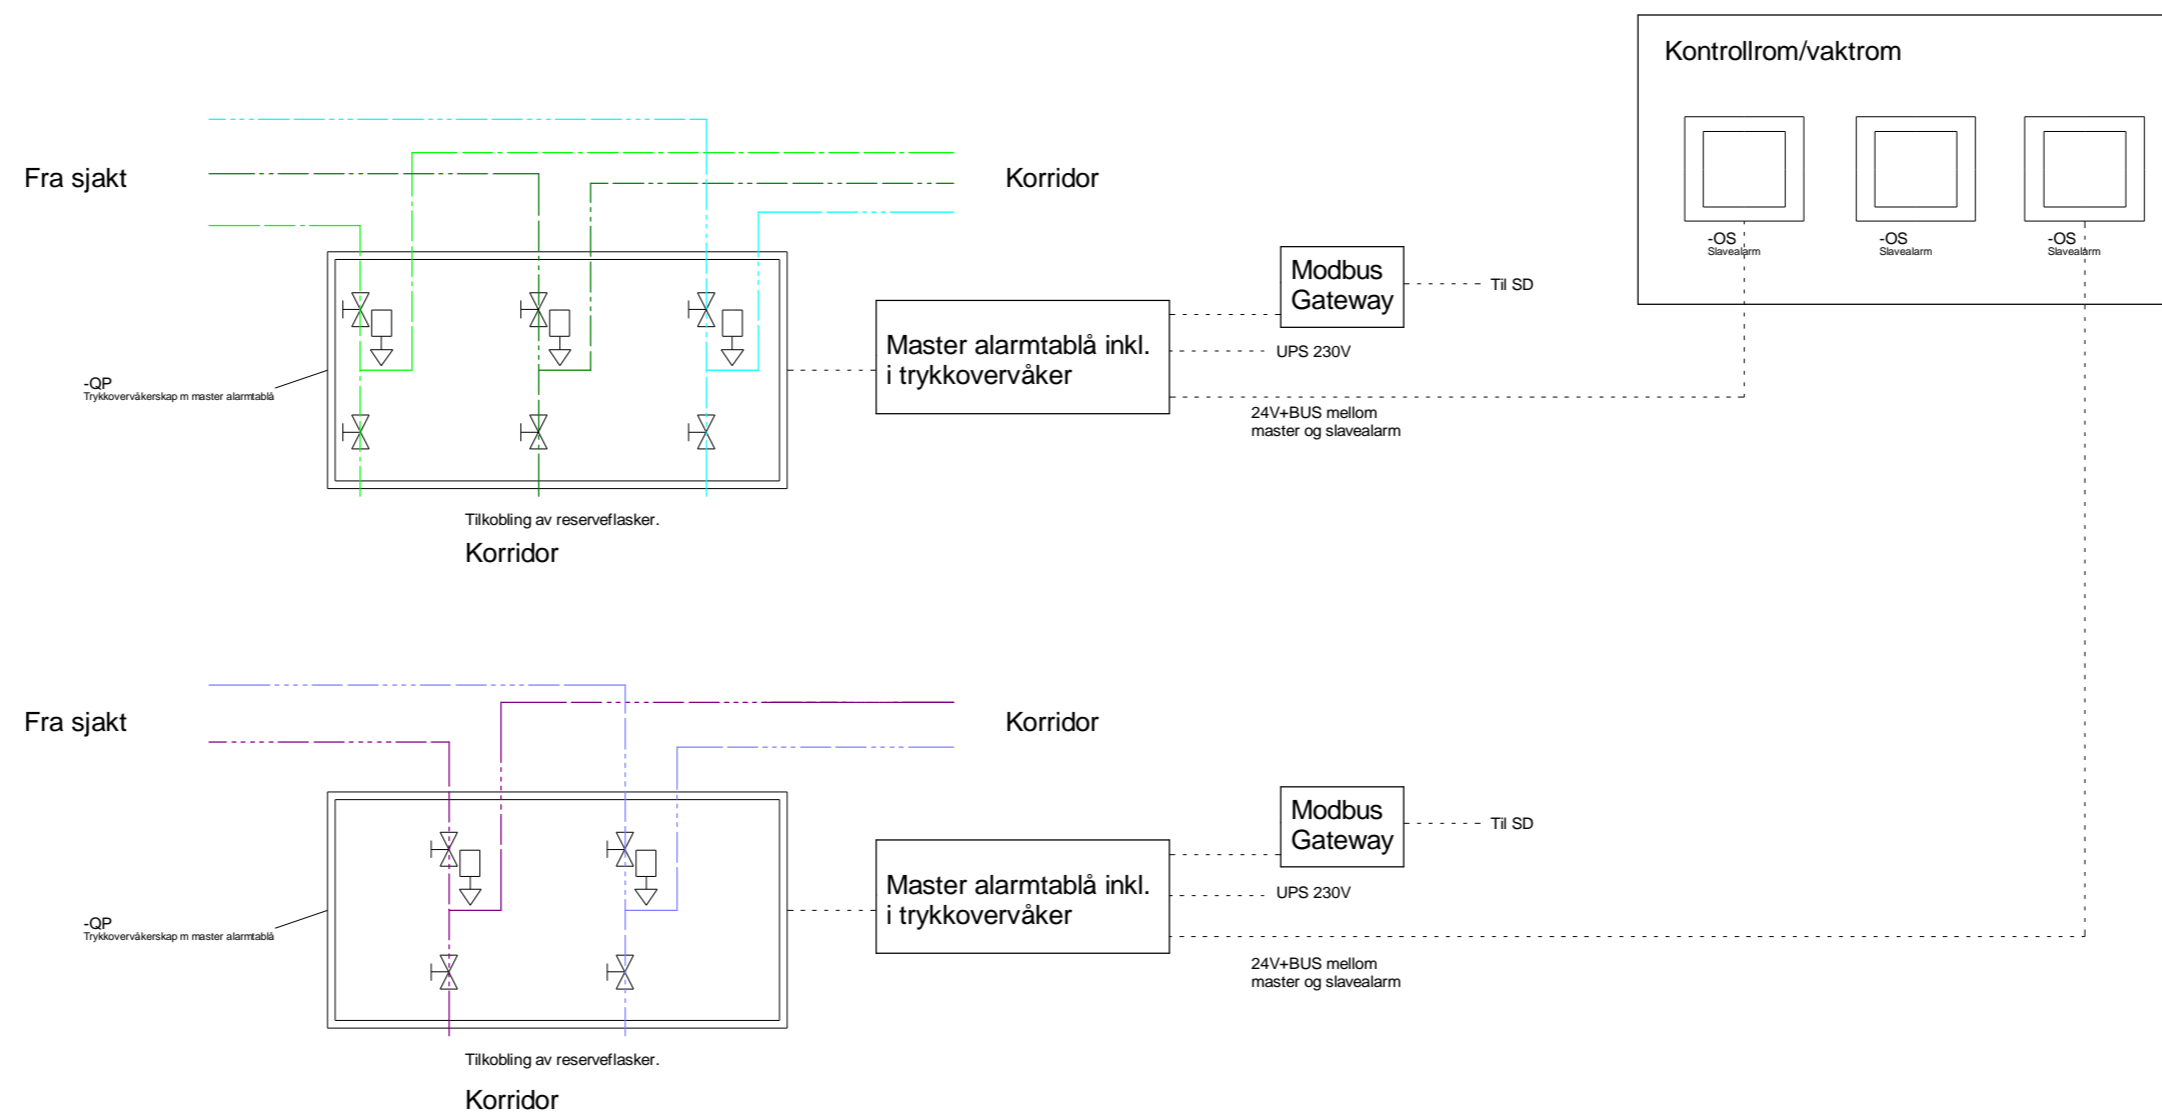 Kontrollrom/vaktrom
-OS
Slavealarm
-OS
Slavealarm
-OS
Slavealarm
Fra sjakt
Korridor
Modbus
Gateway
Til SD
Master alarmtablå inkl.
i trykkovervåker
UPS 230V
24V+BUS mellom
master og slavealarm
-QP
Trykkovervåkerskap m master alarmtablå
Tilkobling av reserveflasker.
Korridor
Fra sjakt
Korridor
Modbus
Gateway
Til SD
Master alarmtablå inkl.
i trykkovervåker
UPS 230V
24V+BUS mellom
master og slavealarm
-QP
Trykkovervåkerskap m master alarmtablå
Tilkobling av reserveflasker.
Korridor